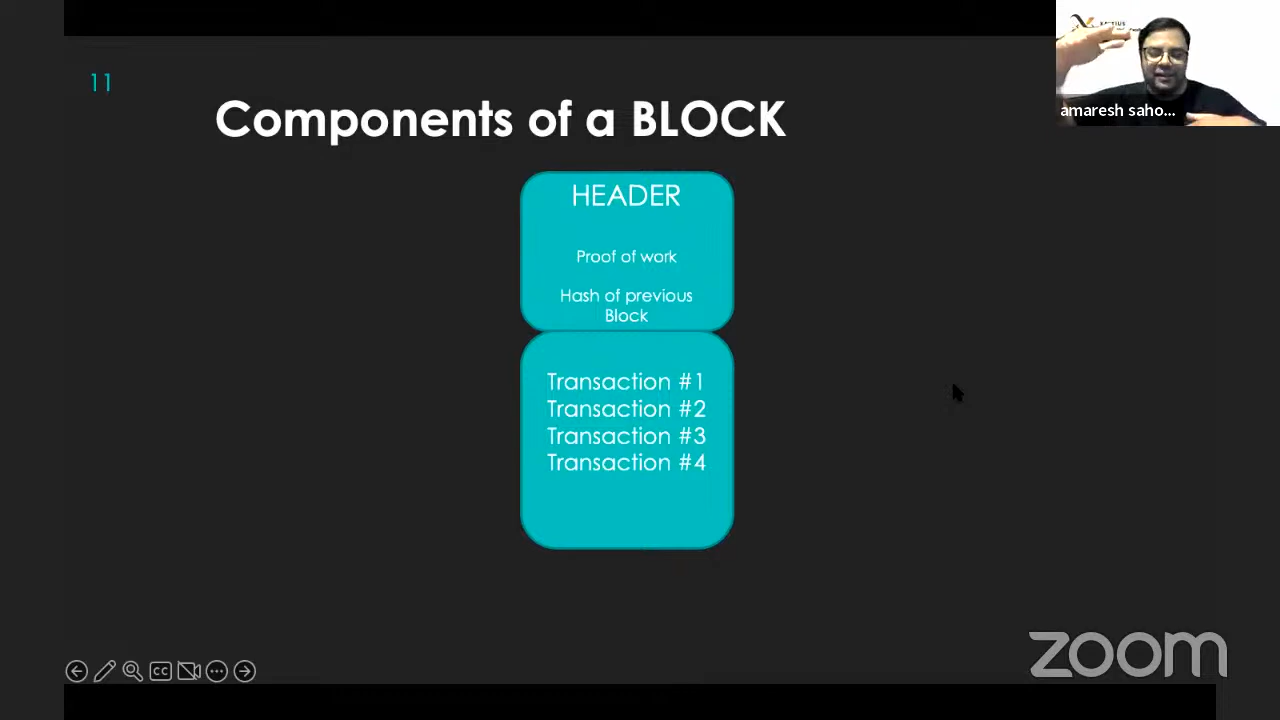 11
Components of a BLOCK
HEADER
Proof of work
Hash of previous
Block
Transaction #1
Transaction #2
Transaction #3
Transaction #4
amaresh saho...
CC
zoom